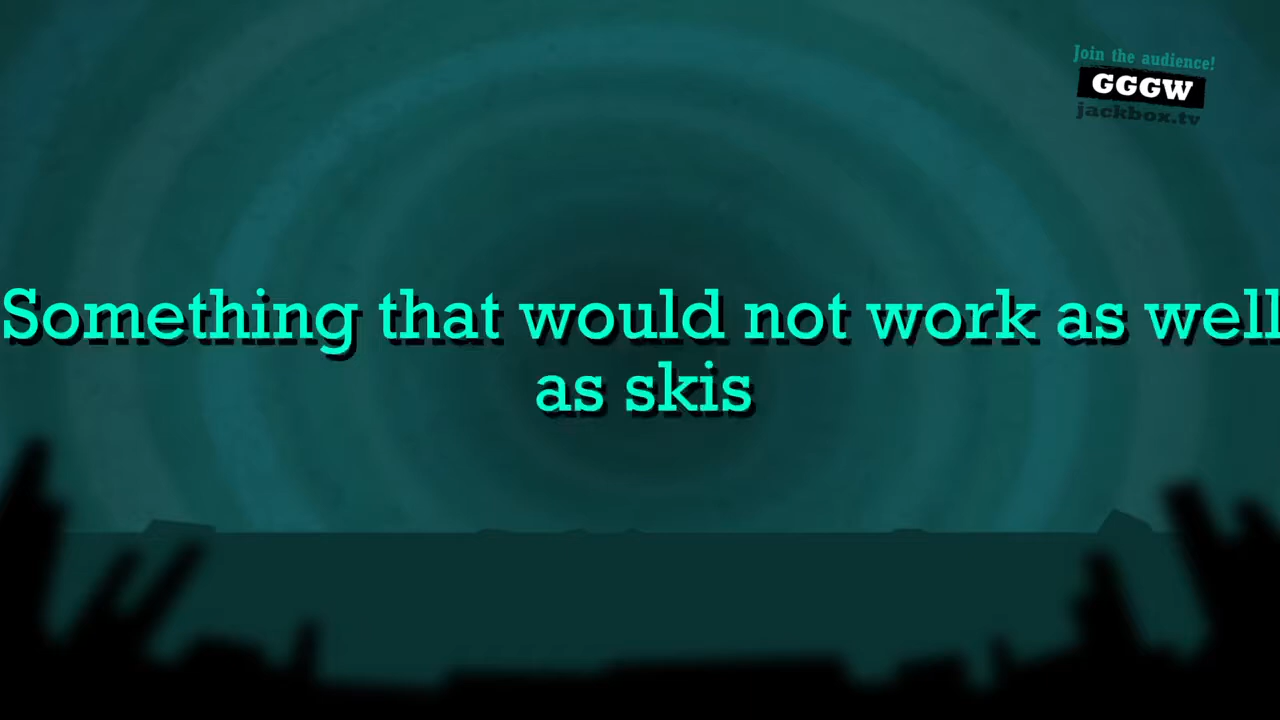 Join the audience!
GGGW
jackbox.tv
Something that would not work as well
as skis